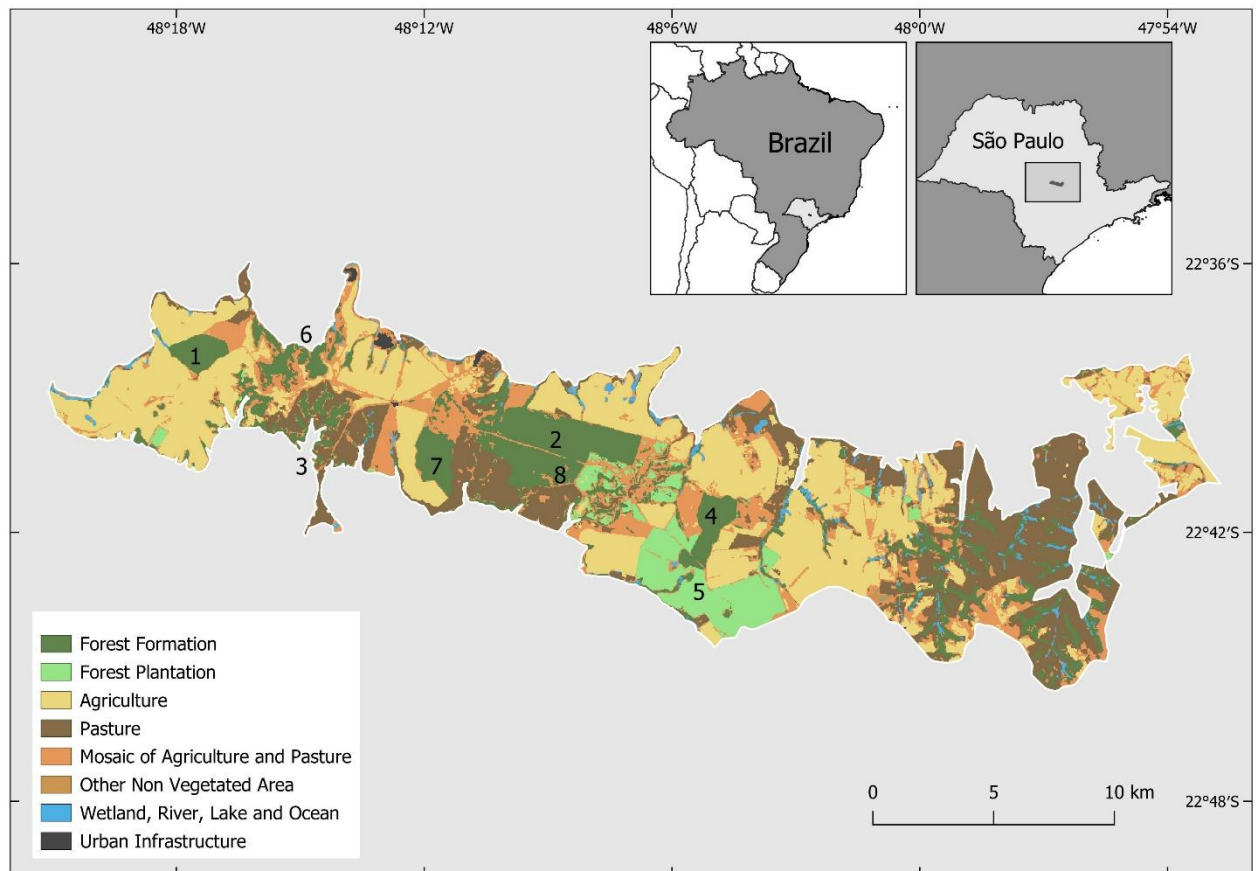 48°18'W 48°12'W 48°6'W 48°0'W 47°54'W
Brazil
São Paulo
22°36'S
6
1
2
3
7
8
4
22°42'S
5
Forest Formation
Forest Plantation
Agriculture
Pasture
Mosaic of Agriculture and Pasture
Other Non Vegetated Area
Wetland, River, Lake and Ocean
Urban Infrastructure
0 5 10 km
22°48'S